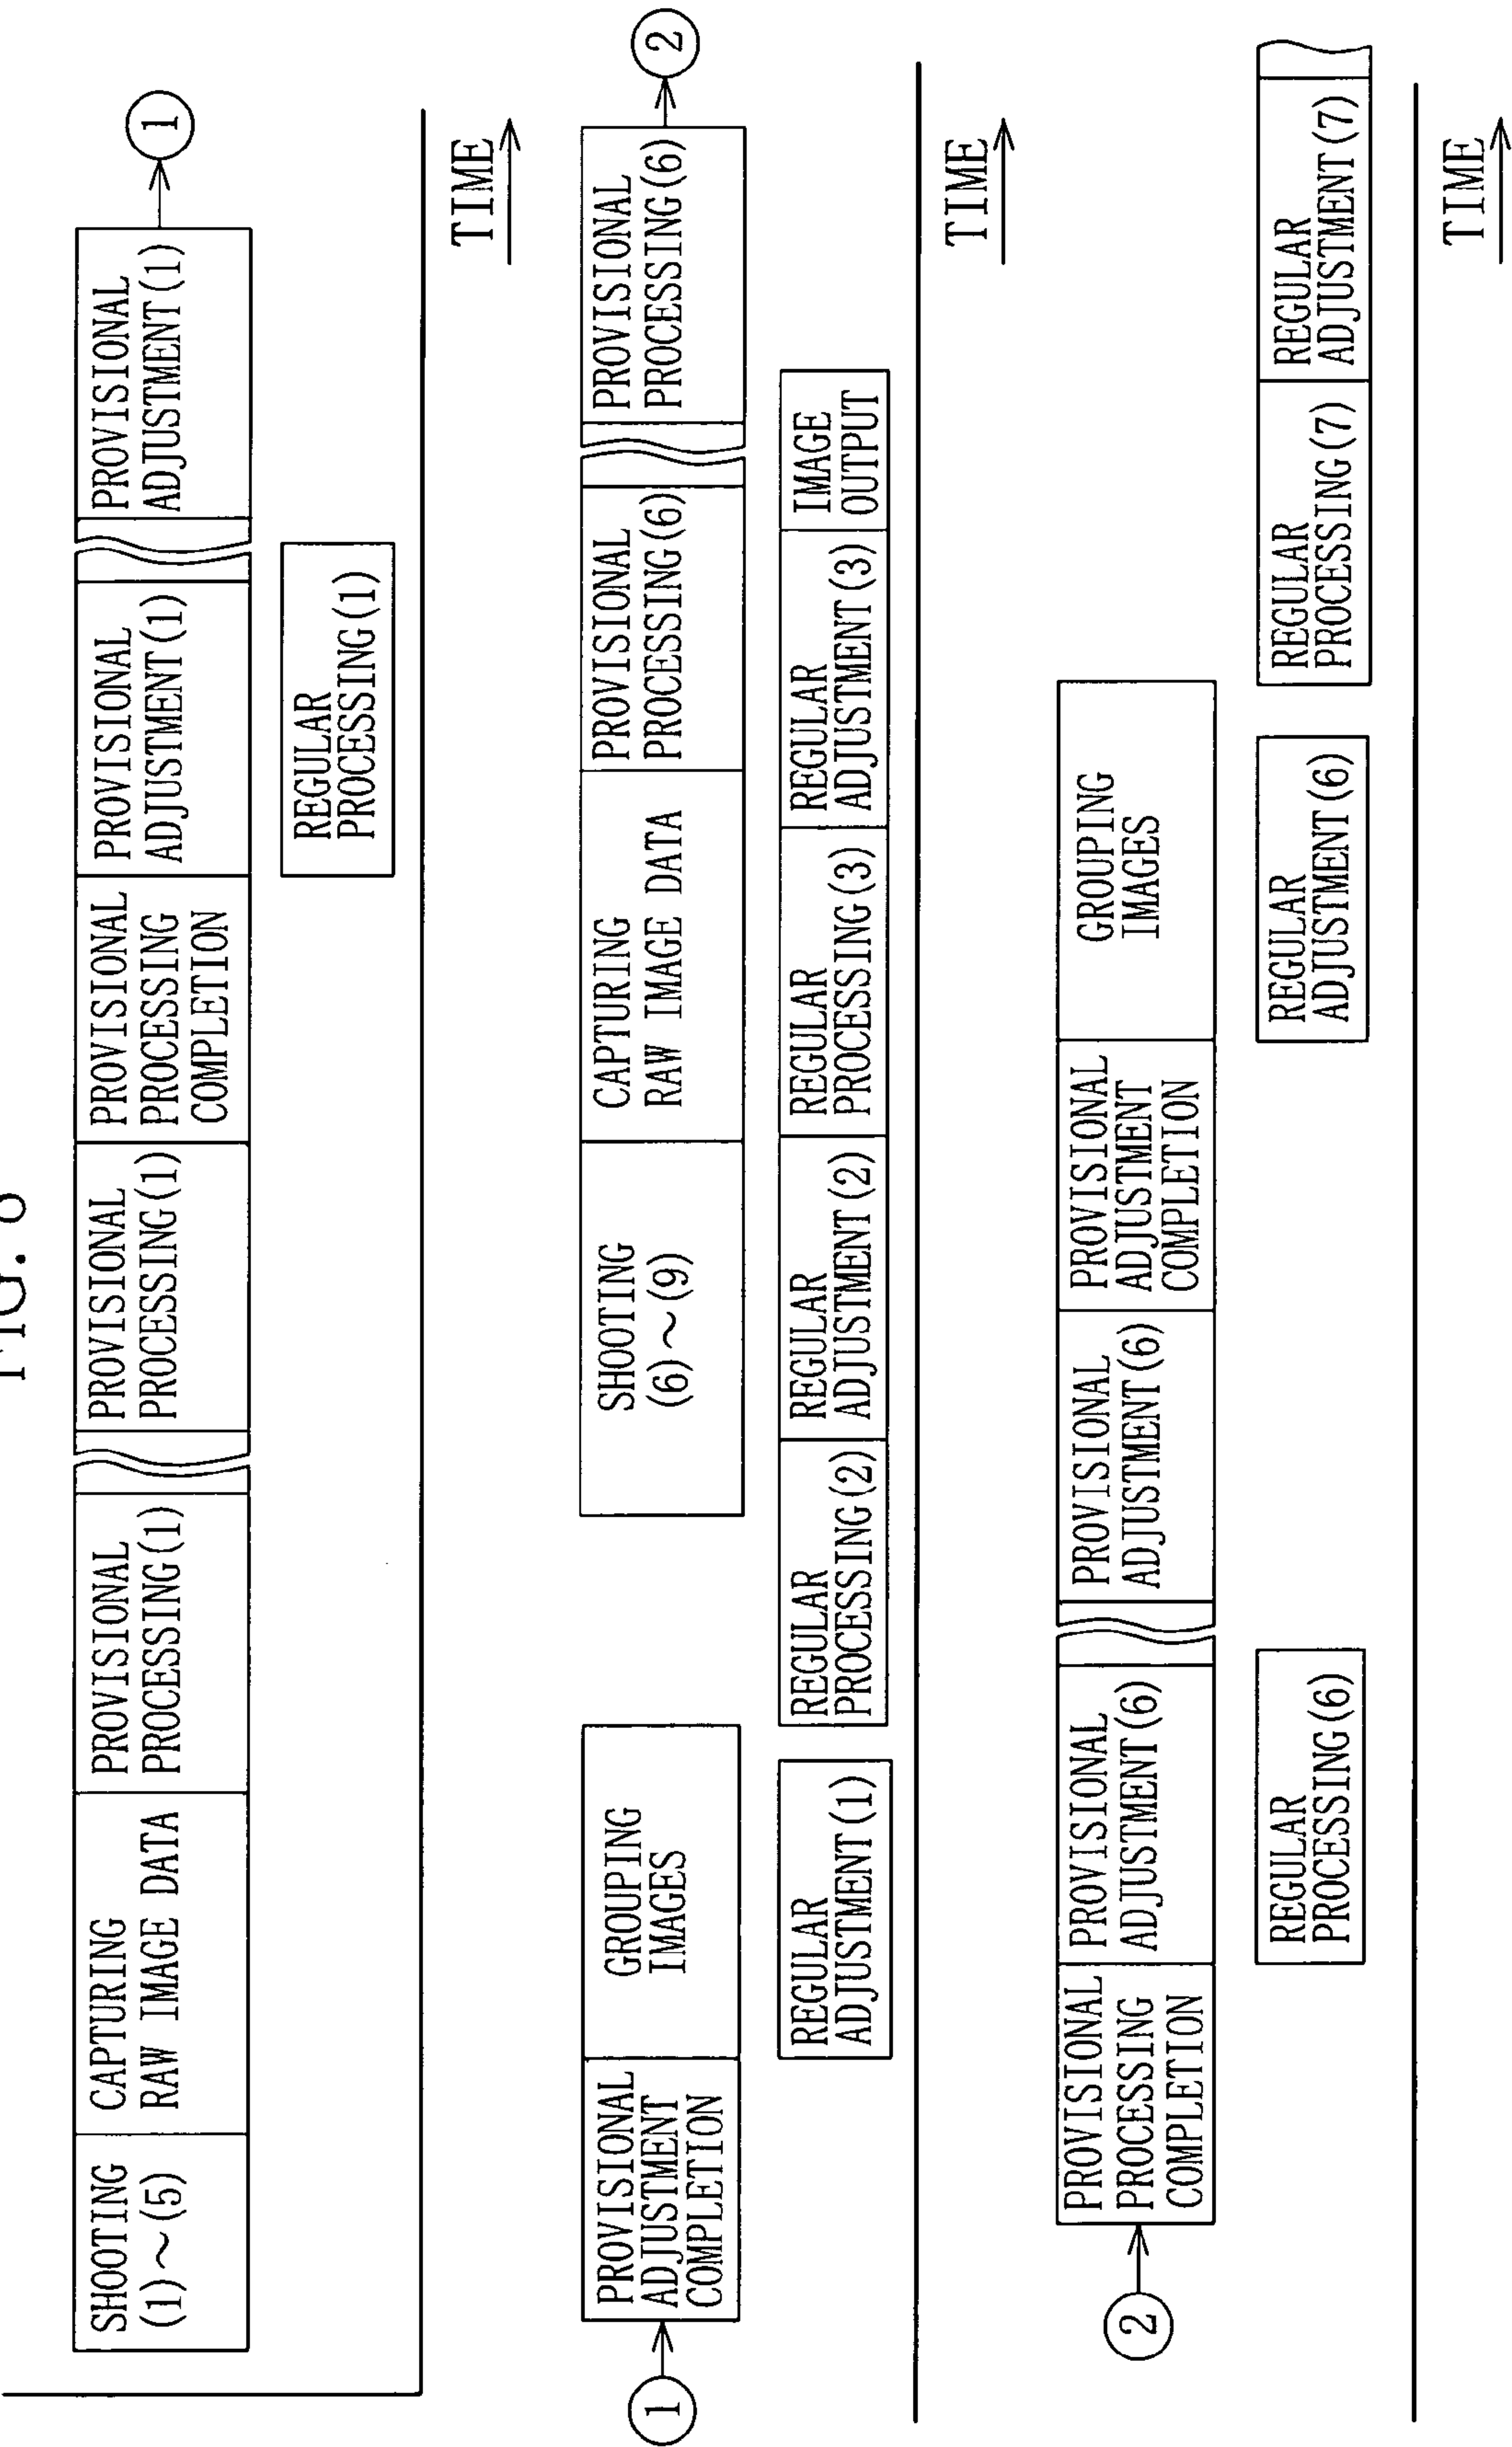 SHOOTING
(1)～(5)
CAPTURING
RAW IMAGE DATA
PROVISIONAL
PROCESSING(1)
PROVISIONAL
PROCESSING(1)
PROVISIONAL
PROCESSING
COMPLETION
PROVISIONAL
ADJUSTMENT(1)
PROVISIONAL
ADJUSTMENT(1)
1
REGULAR
PROCESSING(1)
TIME
1
PROVISIONAL
ADJUSTMENT
COMPLETION
GROUPING
IMAGES
SHOOTING
(6)～(9)
CAPTURING
RAW IMAGE DATA
PROVISIONAL
PROCESSING(6)
PROVISIONAL
PROCESSING(6)
2
REGULAR
ADJUSTMENT(1)
REGULAR
PROCESSING(2)
REGULAR
ADJUSTMENT(2)
REGULAR
PROCESSING(3)
REGULAR
ADJUSTMENT(3)
IMAGE
OUTPUT
TIME
2
PROVISIONAL
PROCESSING
COMPLETION
PROVISIONAL
ADJUSTMENT(6)
PROVISIONAL
ADJUSTMENT(6)
PROVISIONAL
ADJUSTMENT
COMPLETION
GROUPING
IMAGES
REGULAR
PROCESSING(6)
REGULAR
ADJUSTMENT(6)
REGULAR
PROCESSING(7)
REGULAR
ADJUSTMENT(7)
TIME